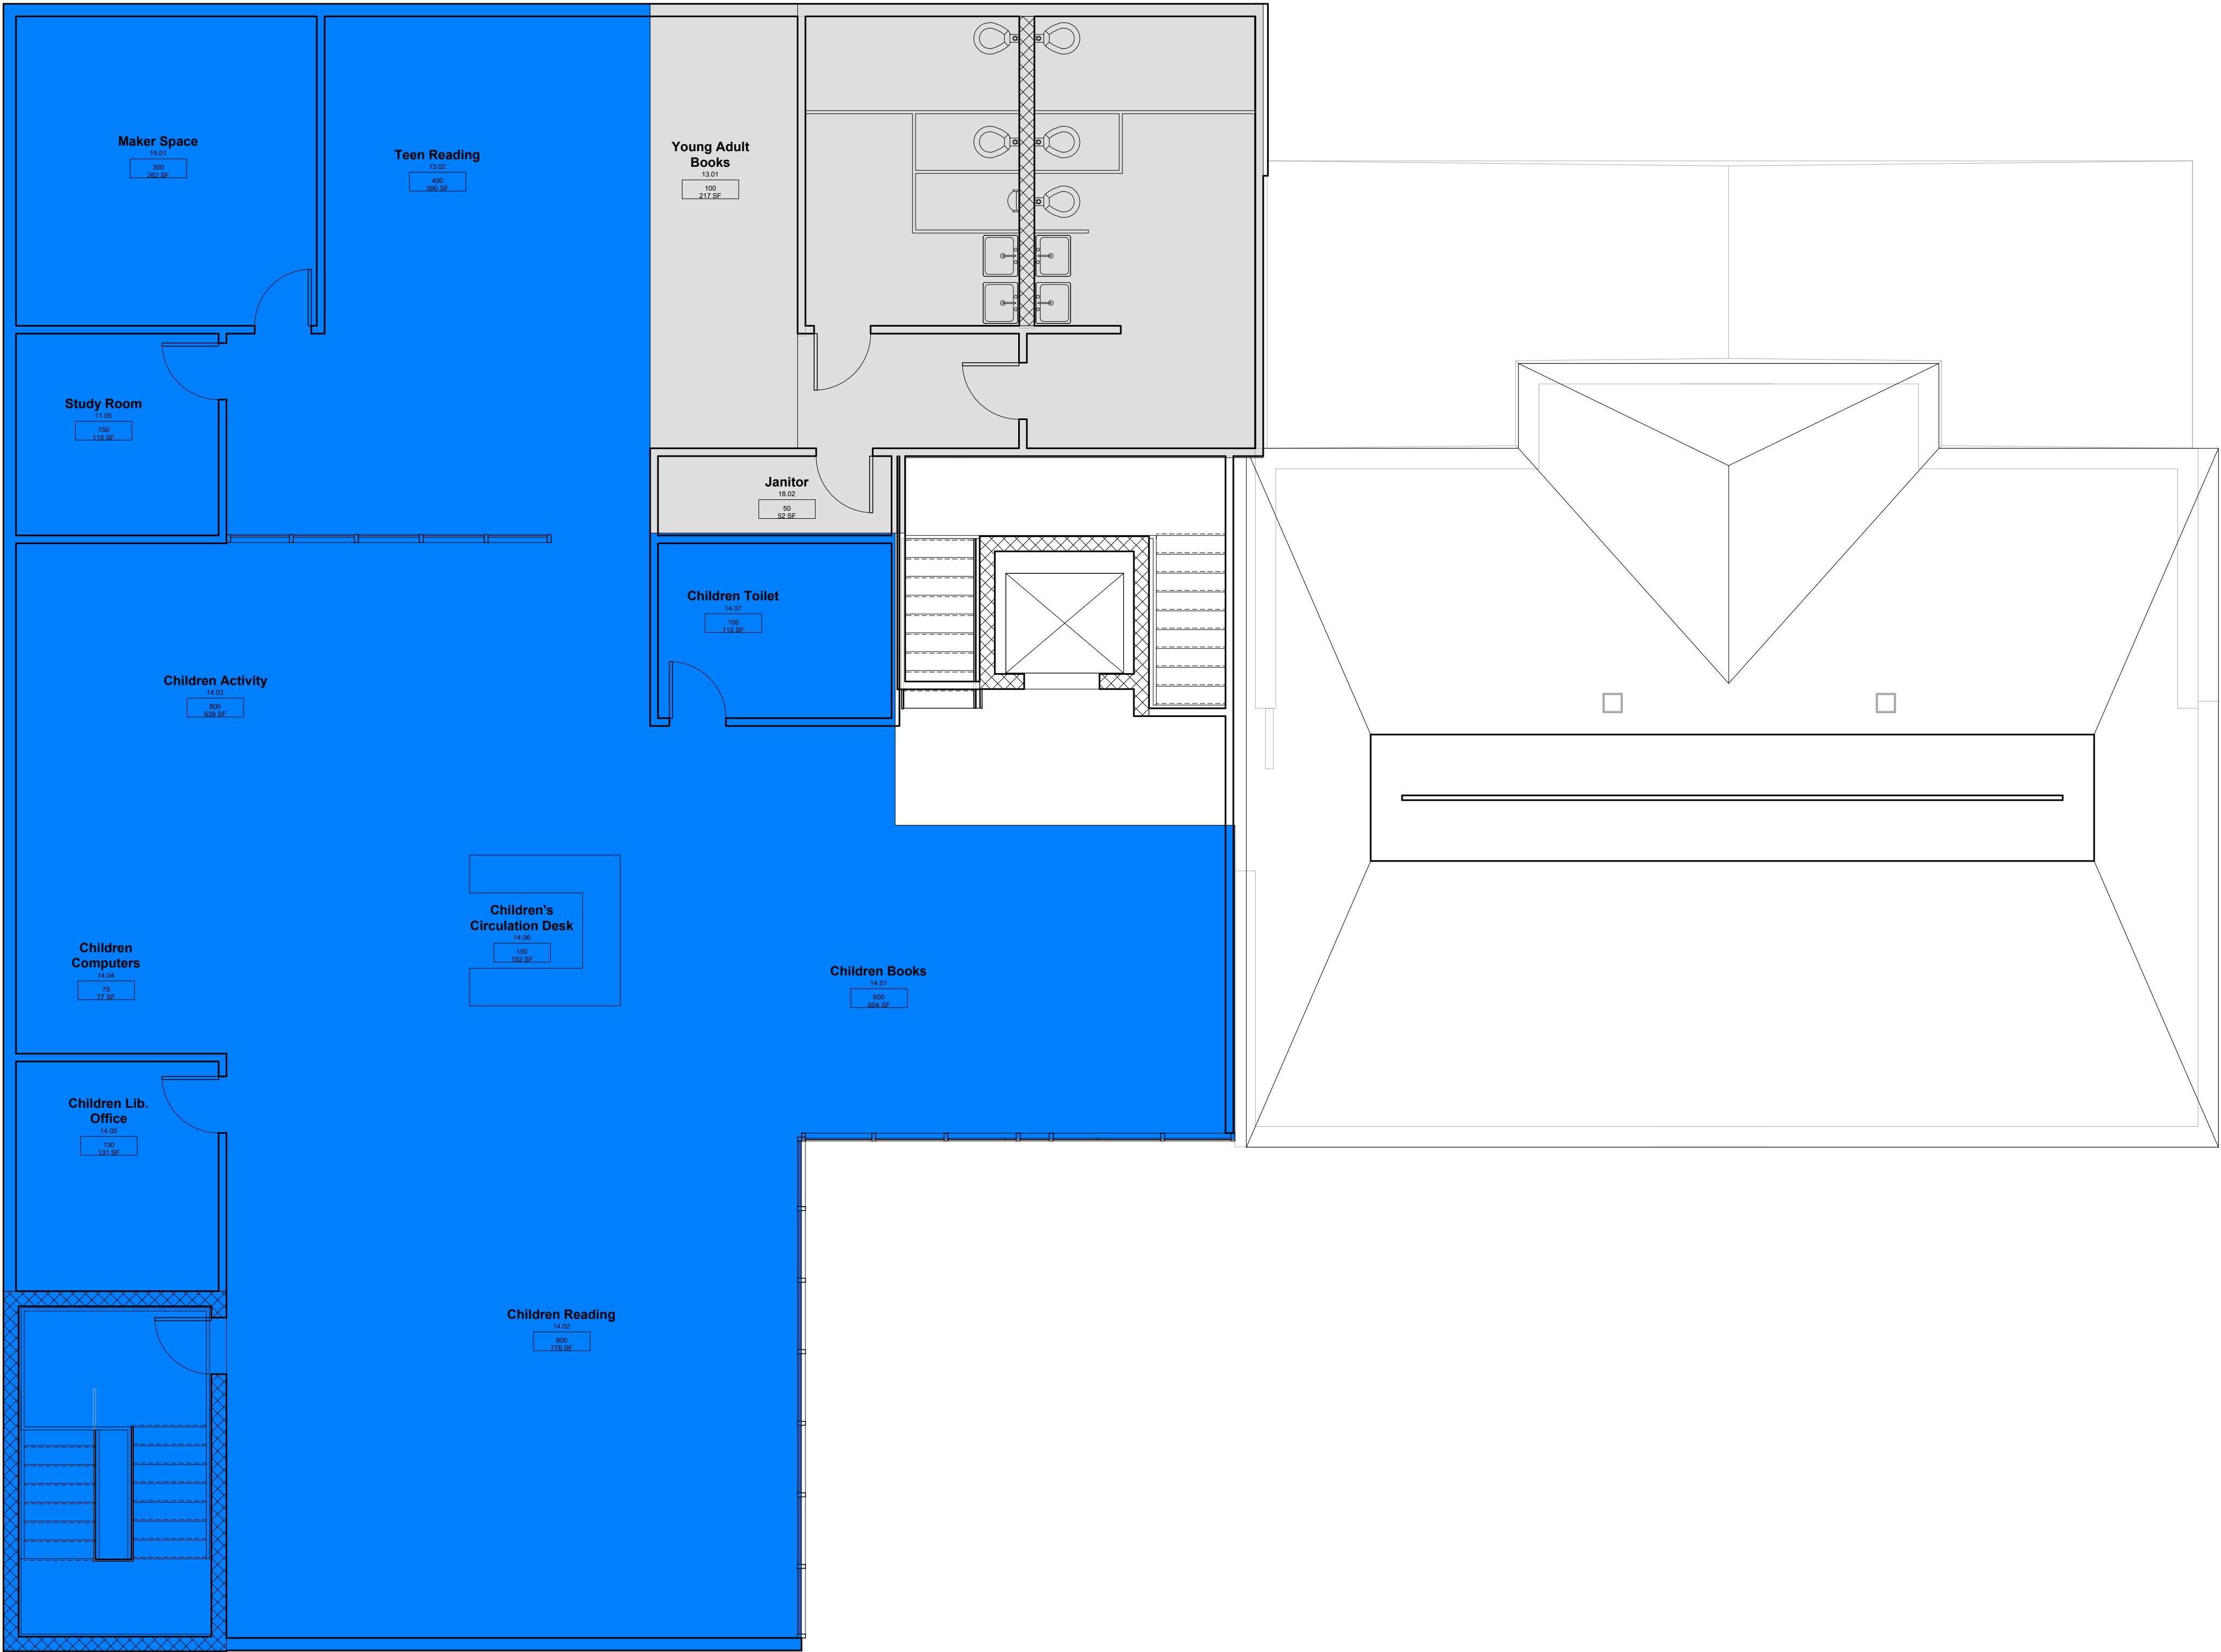 Maker Space
15.01
300
262 SF
Teen Reading
13.02
400
390 SF
Young Adult
Books
13.01
100
217 SF
Study Room
11.05
150
115 SF
Janitor
18.02
50
52 SF
Children Toilet
14.07
100
115 SF
Children Activity
14.03
800
639 SF
Children's
Circulation Desk
14.06
150
152 SF
Children
Computers
14.04
75
77 SF
Children Books
14.01
600
604 SF
Children Lib.
Office
14.05
130
131 SF
Children Reading
14.02
800
776 SF